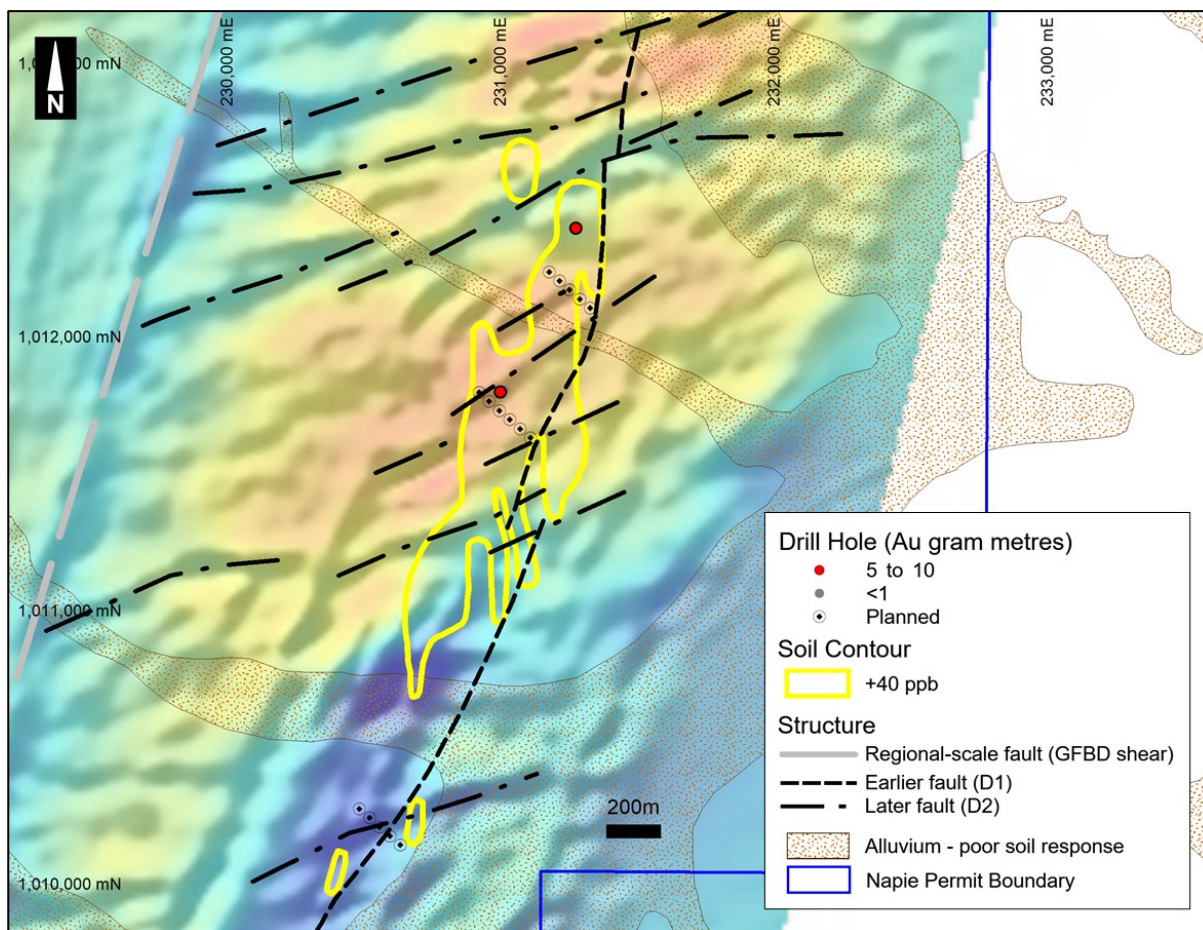 230,000 mE
231,000 mE
232,000 mE
233,000 mE
mN
N
1,012,000 mN
1,011,000 mN
1,010,000 mN
200m
Drill Hole (Au gram metres)
5 to 10
<1
Planned
Soil Contour
+40 ppb
Structure
Regional-scale fault (GFBD shear)
Earlier fault (D1)
Later fault (D2)
Alluvium - poor soil response
Napie Permit Boundary